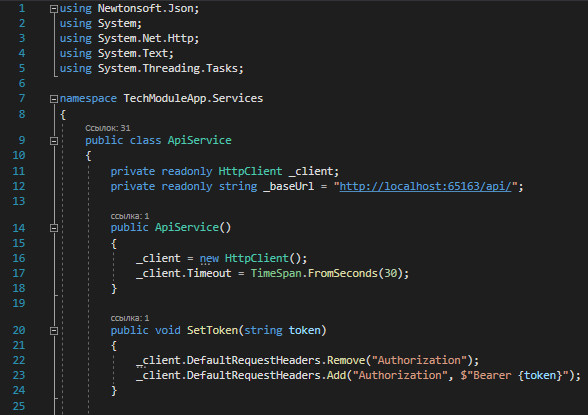 1 using Newtonsoft.Json;
2 using System;
3 using System.Net.Http;
4 using System.Text;
5 using System.Threading.Tasks;
6
7 namespace TechModuleApp.Services
8 {
Ссылок: 31
9 public class ApiService
10 {
11 private readonly HttpClient _client;
12 private readonly string _baseUrl = "http://localhost:65163/api/";
13
ссылка: 1
14 public ApiService()
15 {
16 _client = new HttpClient();
17 _client.Timeout = TimeSpan.FromSeconds(30);
18 }
19
ссылка: 1
20 public void SetToken(string token)
21 {
22 _client.DefaultRequestHeaders.Remove("Authorization");
23 _client.DefaultRequestHeaders.Add("Authorization", $"Bearer {token}");
24 }
25